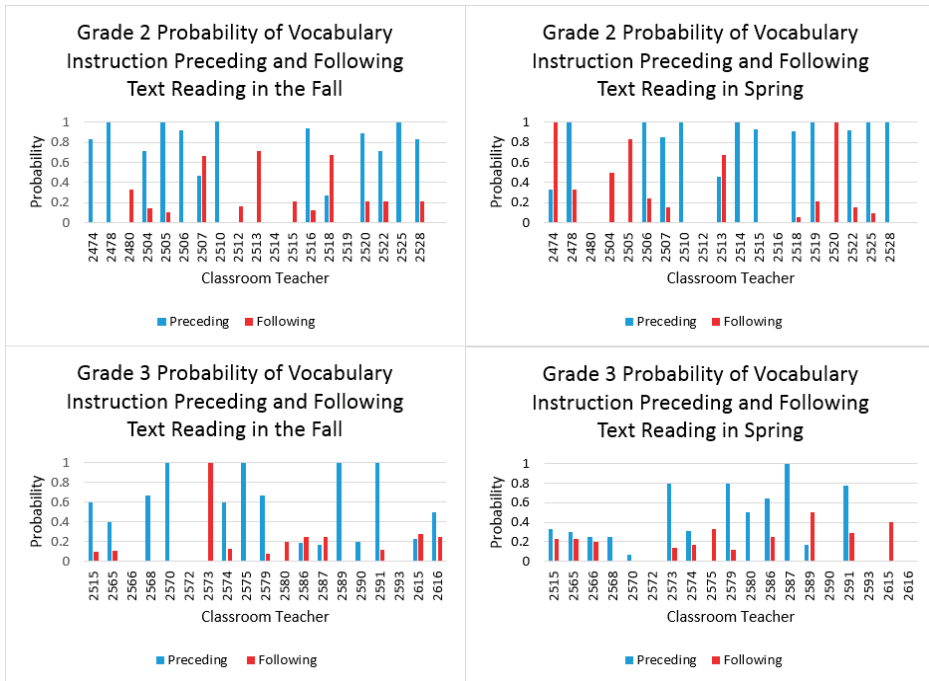 Grade 2 Probability of Vocabulary
Instruction Preceding and Following
Text Reading in the Fall
Probability
1
0.8
0.6
0.4
0.2
0
2474 2478 2480 2504 2505 2506 2507 2510 2512 2513 2514 2515 2516 2518 2519 2520 2522 2525 2528
Classroom Teacher
Preceding Following
Grade 2 Probability of Vocabulary
Instruction Preceding and Following
Text Reading in Spring
Probability
1
0.8
0.6
0.4
0.2
0
2474 2478 2480 2504 2505 2506 2507 2510 2512 2513 2514 2515 2516 2518 2519 2520 2522 2525 2528
Classroom Teacher
Preceding Following
Grade 3 Probability of Vocabulary
Instruction Preceding and Following
Text Reading in the Fall
Probability
1
0.8
0.6
0.4
0.2
0
2515 2565 2566 2568 2570 2572 2573 2574 2575 2579 2580 2586 2587 2589 2590 2591 2593 2615 2616
Classroom Teacher
Preceding Following
Grade 3 Probability of Vocabulary
Instruction Preceding and Following
Text Reading in Spring
Probability
1
0.8
0.6
0.4
0.2
0
2515 2565 2566 2568 2570 2572 2573 2574 2575 2579 2580 2586 2587 2589 2590 2591 2593 2615 2616
Classroom Teacher
Preceding Following